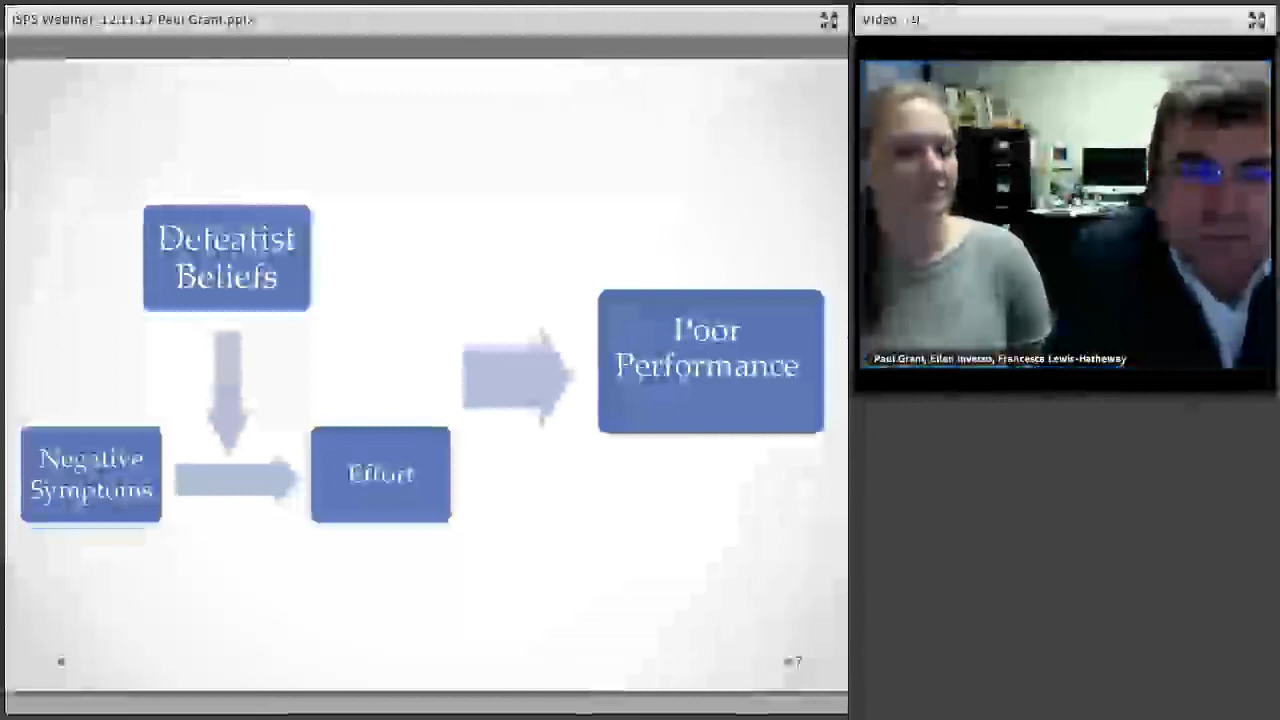 ISPS Webinar 12.11.17 Paul Grant.pptx
Video
Defeatist
Beliefs
Poor
Performance
Negative
Symptoms
Effort
7
Paul Grant, Ellen Inverso, Francesca Lewis-Hatheway